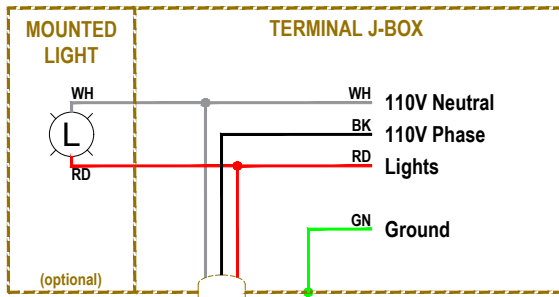 MOUNTED
LIGHT
TERMINAL J-BOX
WH
WH
110V Neutral
L
BK
110V Phase
RD
RD
Lights
GN
Ground
(optional)